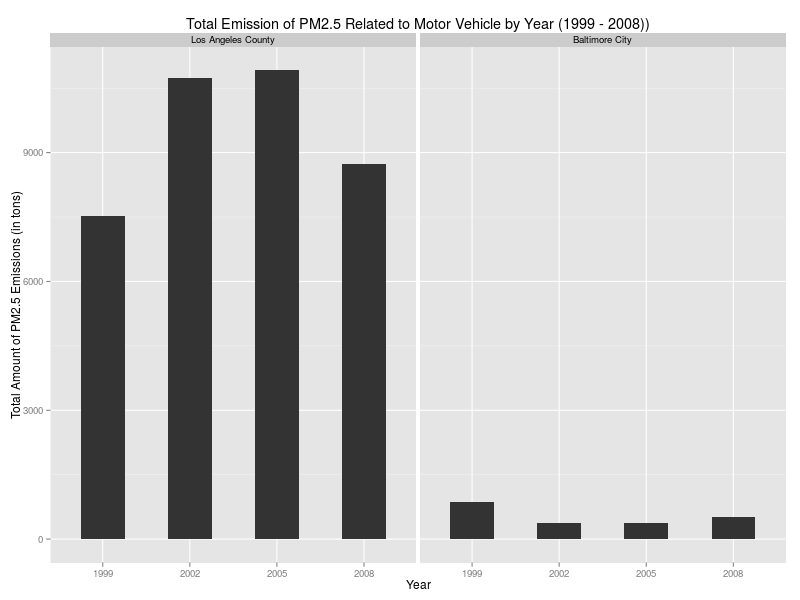 Total Emission of PM2.5 Related to Motor Vehicle by Year (1999 - 2008))
Los Angeles County
Baltimore City
Total Amount of PM2.5 Emissions (in tons)
9000
6000
3000
0
1999 2002 2005 2008 1999 2002 2005 2008
Year